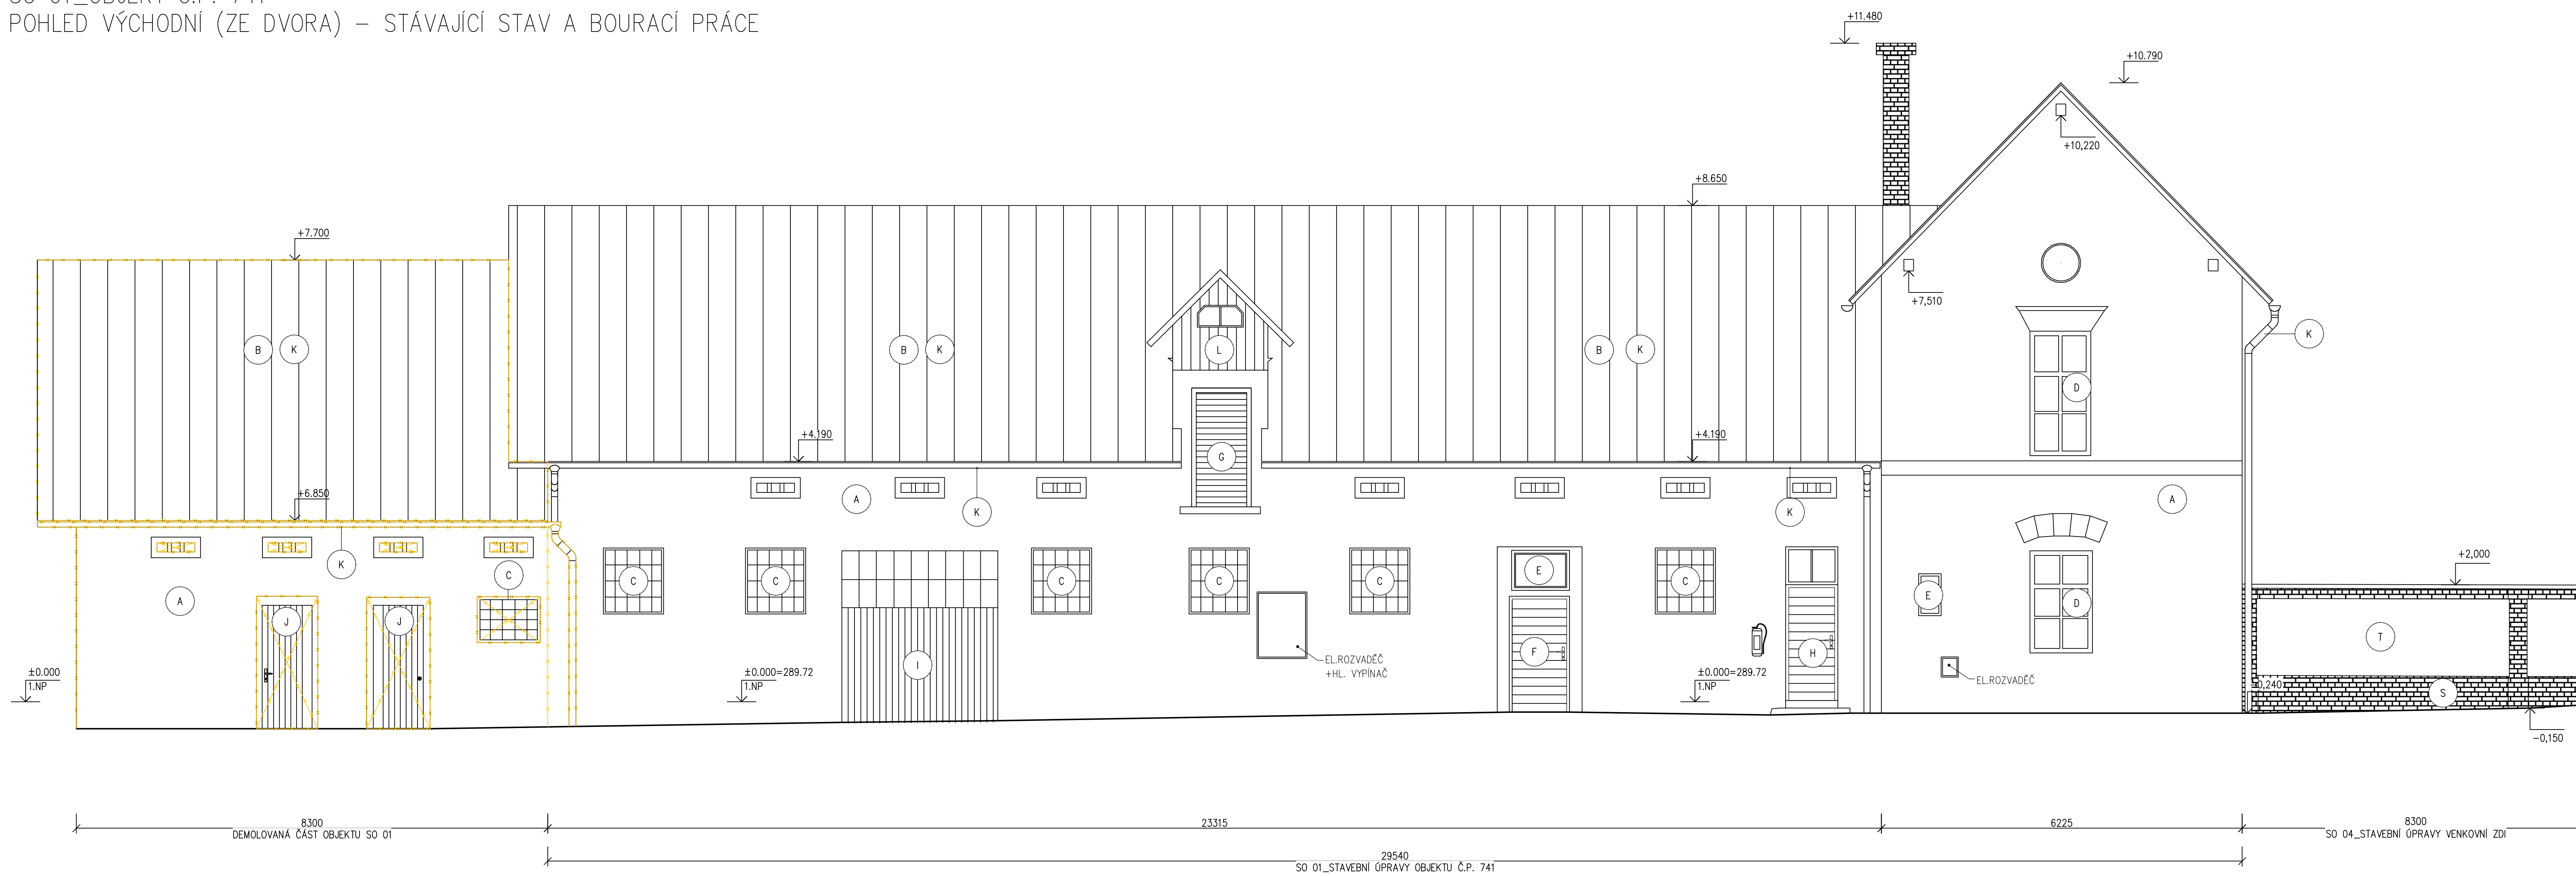 POHLED VÝCHODNÍ (ZE DVORA) – STÁVAJÍCÍ STAV A BOURACÍ PRÁCE
+11.480
+10.790
+10,220
+8.650
+7.700
+7,510
B
K
B
K
L
B
K
K
D
+4.190
+4.190
G
+6.850
A
K
K
A
K
C
A
C
C
C
C
C
E
C
E
D
+2,000
J
J
I
F
H
T
EL.ROZVADĚČ
+HL. VYPÍNAČ
EL.ROZVADĚČ
±0.000
1.NP
±0.000=289.72
1.NP
±0.000=289.72
1.NP
0,240
S
-0,150
8300
DEMOLOVANÁ ČÁST OBJEKTU SO 01
23315
6225
8300
SO 04_STAVEBNÍ ÚPRAVY VENKOVNÍ ZDI
29540
SO 01_STAVEBNÍ ÚPRAVY OBJEKTU Č.P. 741